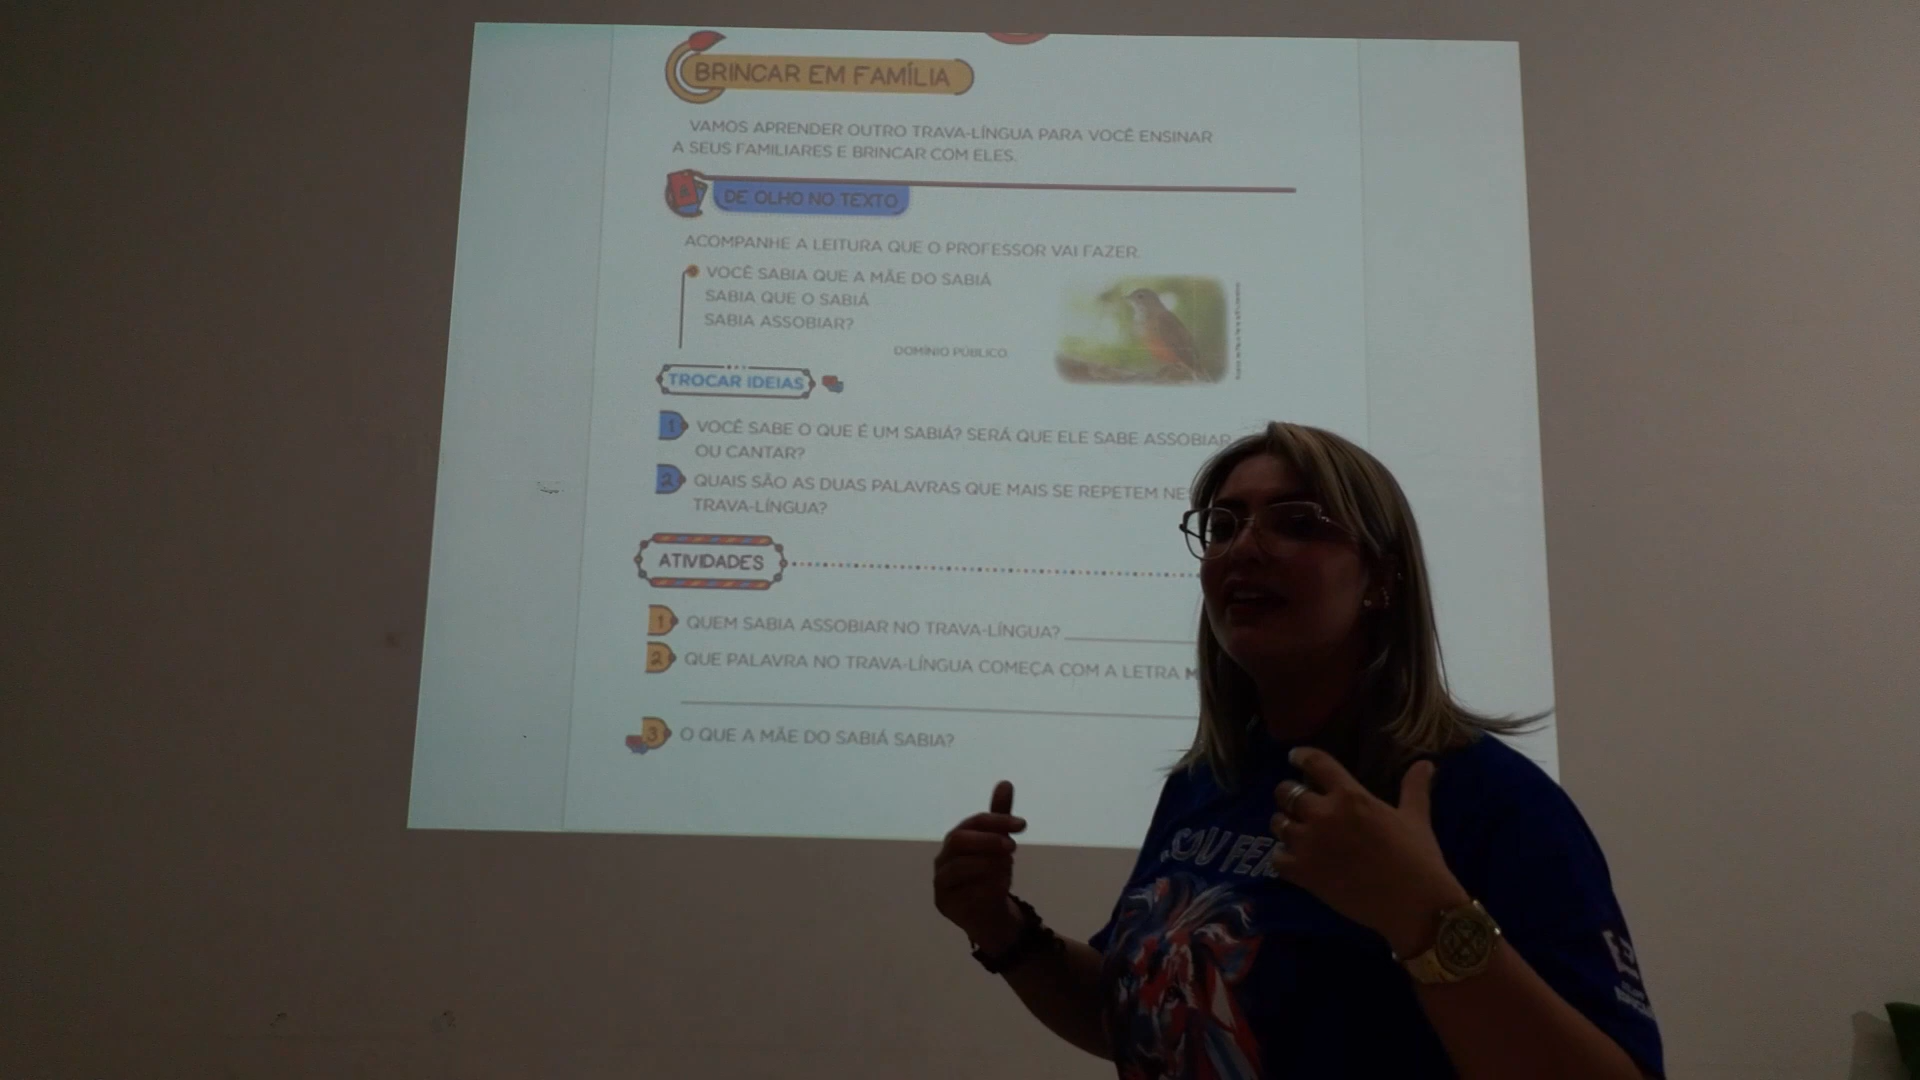 BRINCAR EM FAMÍLIA
VAMOS APRENDER OUTRO TRAVA-LÍNGUA PARA VOCÊ ENSINAR
A SEUS FAMILIARES E BRINCAR COM ELES.
DE OLHO NO TEXTO
ACOMPANHE A LEITURA QUE O PROFESSOR VAI FAZER.
VOCÊ SABIA QUE A MÃE DO SABIÁ
SABIA QUE O SABIÁ
SABIA ASSOBIAR?
DOMÍNIO PÚBLICO
TROCAR IDEIAS
1 VOCÊ SABE O QUE É UM SABIÁ? SERÁ QUE ELE SABE ASSOBIAR
OU CANTAR?
2 QUAIS SÃO AS DUAS PALAVRAS QUE MAIS SE REPETEM
TRAVA-LÍNGUA?
ATIVIDADES
1 QUEM SABIA ASSOBIAR NO TRAVA-LÍNGUA?
2 QUE PALAVRA NO TRAVA-LÍNGUA COMEÇA COM A LETRA M
3 O QUE A MÃE DO SABIÁ SABIA?
SOU